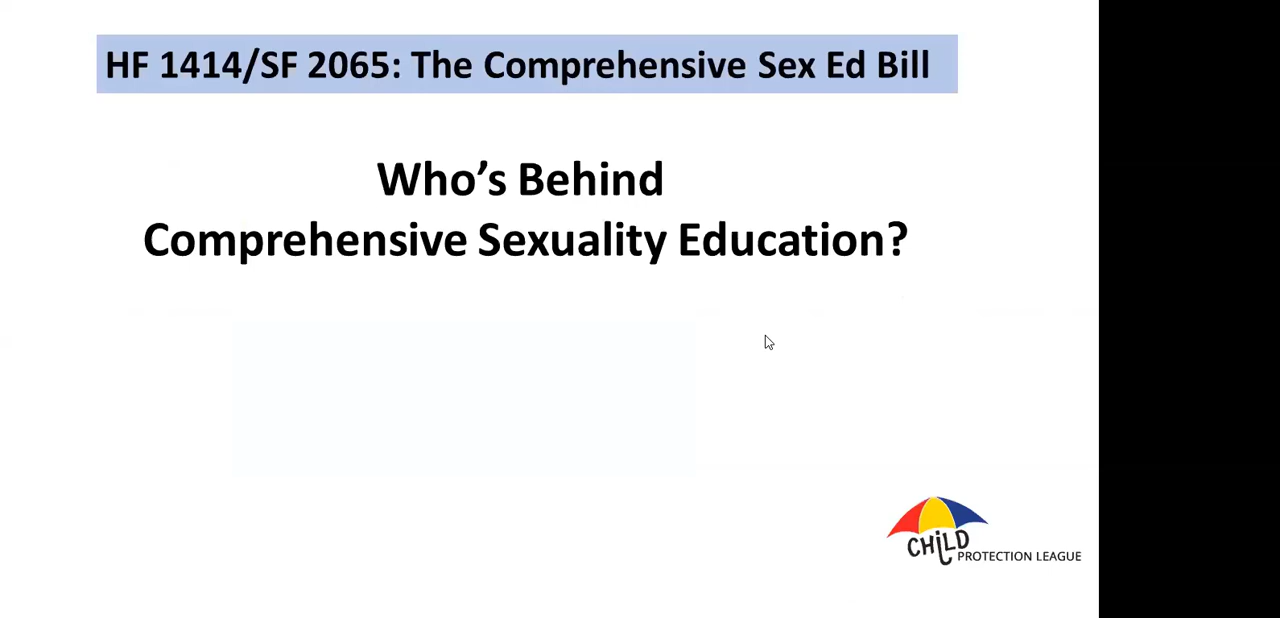 HF 1414/SF 2065: The Comprehensive Sex Ed Bill
Who's Behind
Comprehensive Sexuality Education?
CHILD
PROTECTION LEAGUE